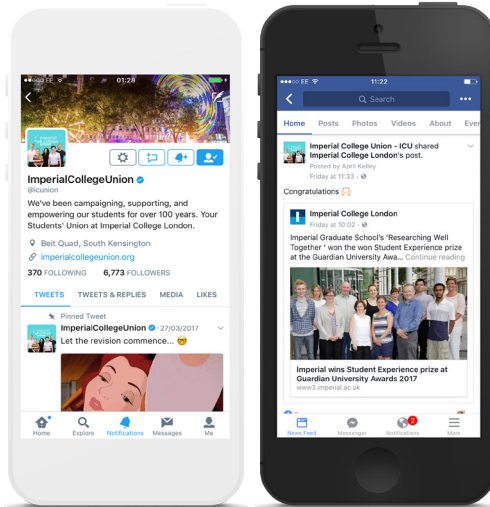 EE 01:28
ImperialCollegeUnion
@icunion
We've been campaigning, supporting, and
empowering our students for over 100 years. Your
Students' Union at Imperial College London.
Beit Quad, South Kensington
imperialcollegeunion.org
370 FOLLOWING 6,773 FOLLOWERS
TWEETS TWEETS & REPLIES MEDIA LIKES
Pinned Tweet
ImperialCollegeUnion · 27/03/2017
Let the revision commence... 🤓
Home Explore Notifications Messages Me
EE 11:22
Search
Home Posts Photos Videos About Even
Imperial College Union - ICU shared
Imperial College London's post.
Posted by April Kelley
Friday at 11:33 ·
Congratulations 🙌
Imperial College London
Friday at 10:02 ·
Imperial Graduate School's 'Researching Well
Together ' won the won Student Experience prize
at the Guardian University Awa... Continue reading
Imperial wins Student Experience prize at
Guardian University Awards 2017
www3.imperial.ac.uk
2
News Feed Messenger Notifications More